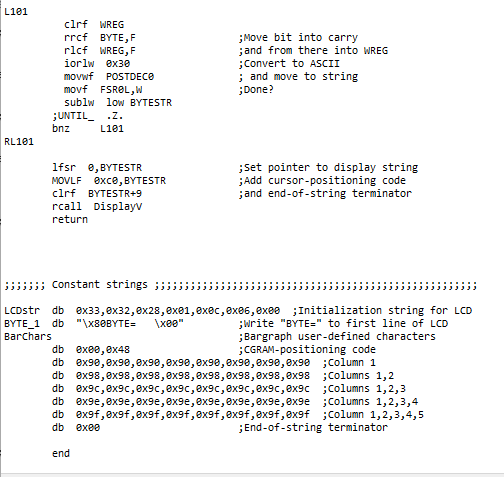 L101
          clrf  WREG
          rrcf  BYTE,F                 ;Move bit into carry
          rlcf  WREG,F                 ;and from there into WREG
          iorlw  0x30                  ;Convert to ASCII
          movwf  POSTDEC0              ; and move to string
          movf  FSR0L,W                ;Done?
          sublw  low BYTESTR
        ;UNTIL_  .Z.
        bnz     L101
RL101

        lfsr  0,BYTESTR                ;Set pointer to display string
        MOVLF  0xc0,BYTESTR            ;Add cursor-positioning code
        clrf  BYTESTR+9                ;and end-of-string terminator
        rcall  DisplayV
        return

;;;;;;; Constant strings ;;;;;;;;;;;;;;;;;;;;;;;;;;;;;;;;;;;;;;;;;;;;;;;;;;;;;;

LCDstr  db  0x33,0x32,0x28,0x01,0x0c,0x06,0x00  ;Initialization string for LCD
BYTE_1  db  "\x80BYTE=   \x00"         ;Write "BYTE=" to first line of LCD
BarChars                               ;Bargraph user-defined characters
        db  0x00,0x48                  ;CGRAM-positioning code
        db  0x90,0x90,0x90,0x90,0x90,0x90,0x90,0x90  ;Column 1
        db  0x98,0x98,0x98,0x98,0x98,0x98,0x98,0x98  ;Columns 1,2
        db  0x9c,0x9c,0x9c,0x9c,0x9c,0x9c,0x9c,0x9c  ;Columns 1,2,3
        db  0x9e,0x9e,0x9e,0x9e,0x9e,0x9e,0x9e,0x9e  ;Columns 1,2,3,4
        db  0x9f,0x9f,0x9f,0x9f,0x9f,0x9f,0x9f,0x9f  ;Column 1,2,3,4,5
        db  0x00                       ;End-of-string terminator

        end